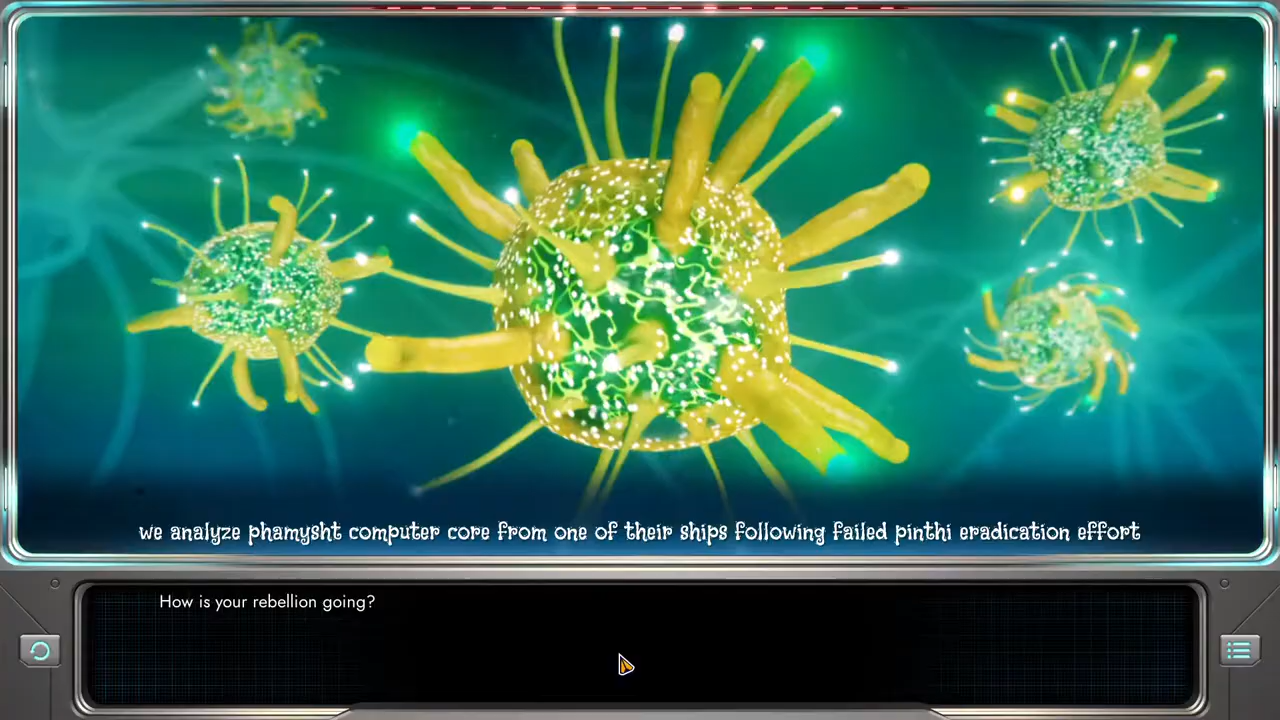 we analyze phamysht computer core from one of their ships following failed pinthi eradication effort
How is your rebellion going?